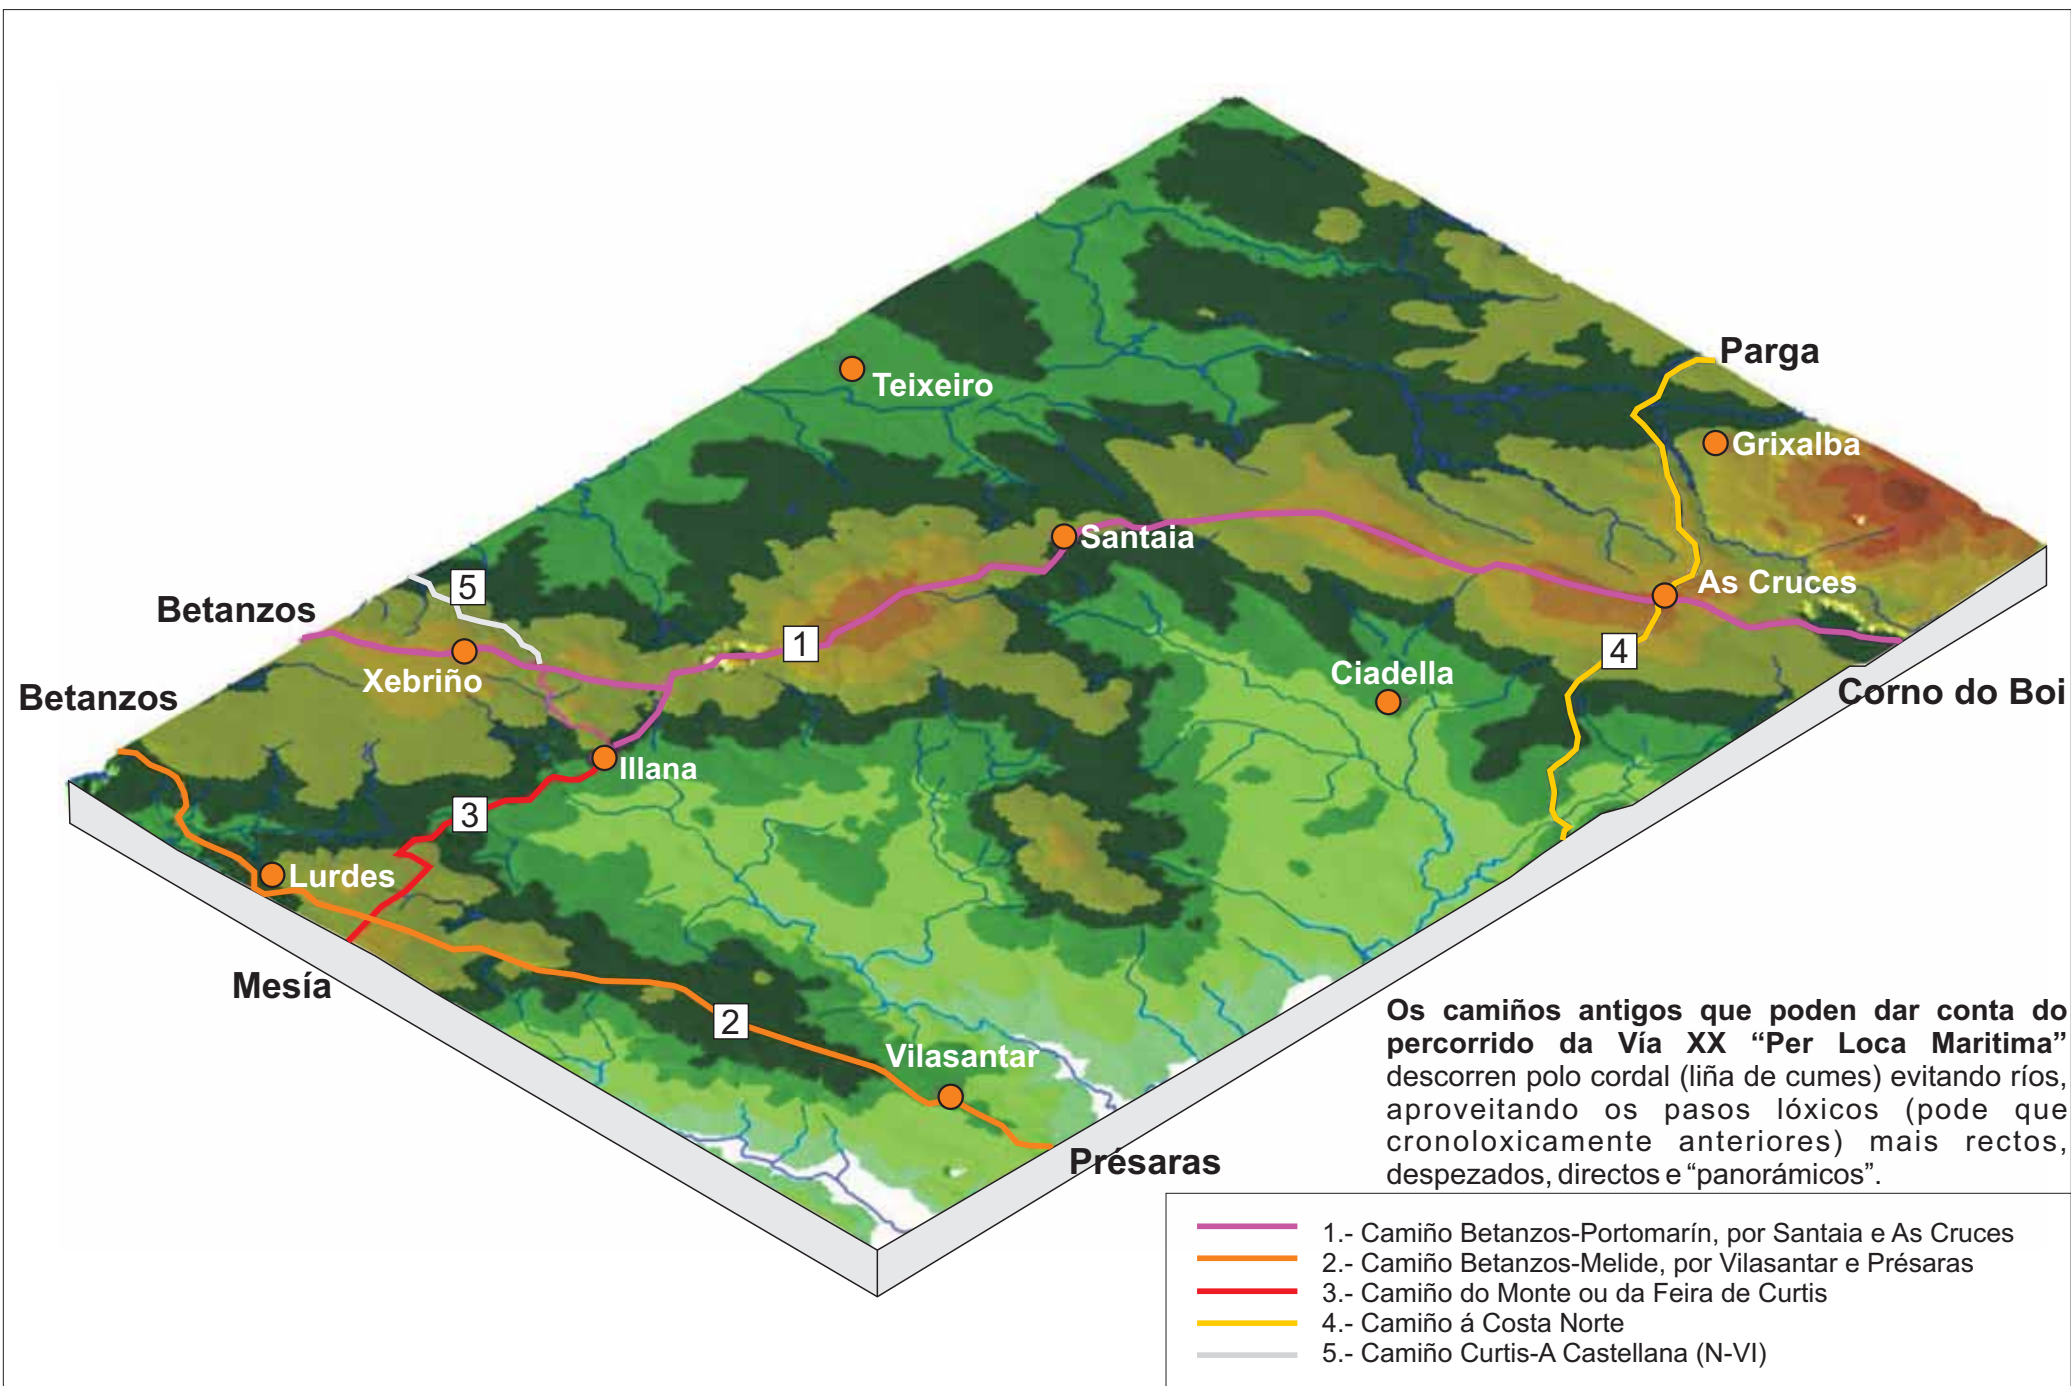 Parga
Teixeiro
Grixalba
Santaia
As Cruces
5
Betanzos
1
4
Xebriño
Ciadella
Betanzos
Corno do Boi
Illana
3
Lurdes
Mesía
2
Vilasantar
Présaras
Os camiños antigos que poden dar conta do
percorrido da Vía XX “Per Loca Maritima”
descorren polo cordal (liña de cumes) evitando ríos,
aproveitando os pasos lóxicos (pode que
cronoloxicamente anteriores) mais rectos,
despezados, directos e “panorámicos”.
1.- Camiño Betanzos-Portomarín, por Santaia e As Cruces
2.- Camiño Betanzos-Melide, por Vilasantar e Présaras
3.- Camiño do Monte ou da Feira de Curtis
4.- Camiño á Costa Norte
5.- Camiño Curtis-A Castellana (N-VI)